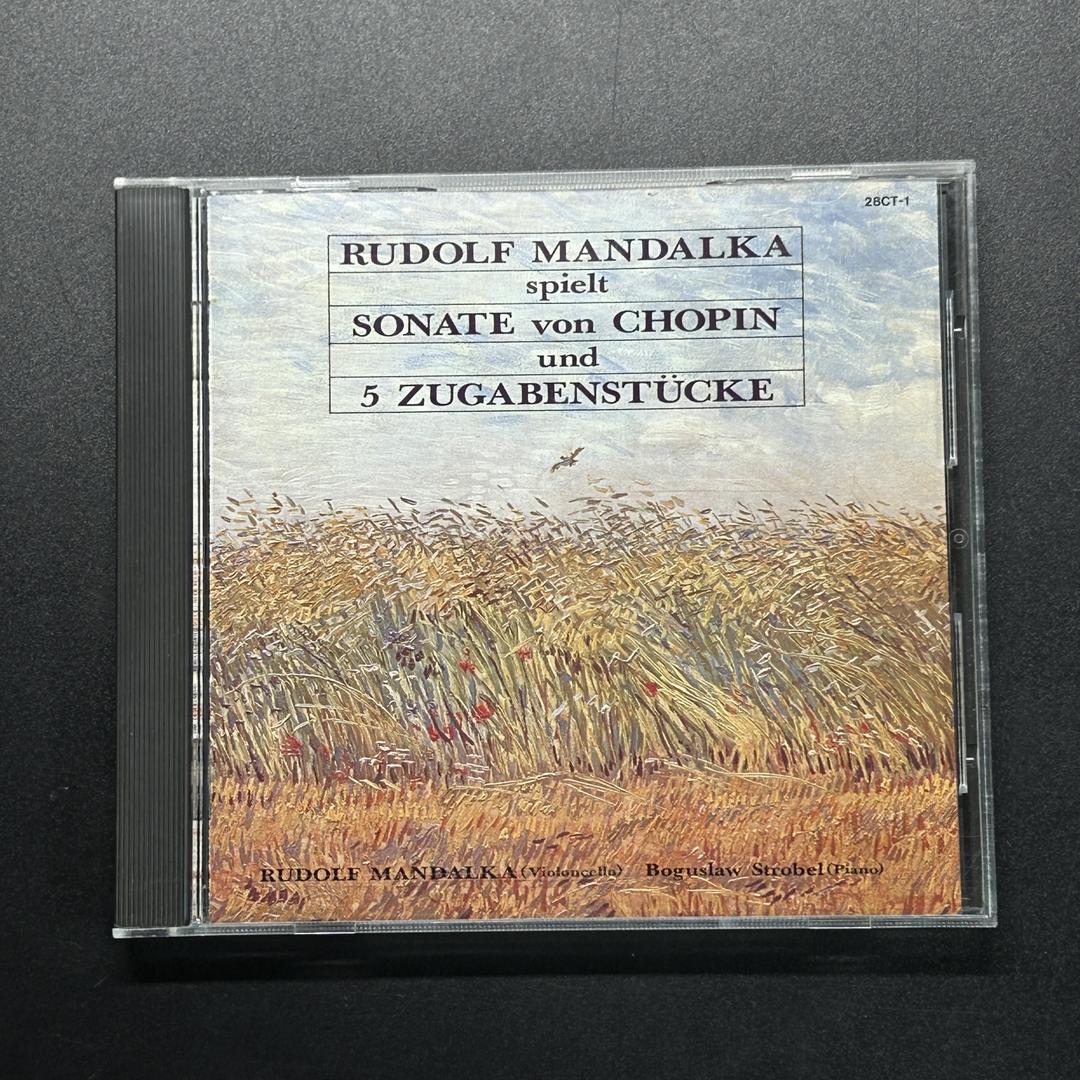 28CT-1
RUDOLF MANDALKA
spielt
SONATE von CHOPIN
und
5 ZUGABENSTÜCKE
RUDOLF MANDALKA (Violoncello) Boguslaw Strobel (Piano)